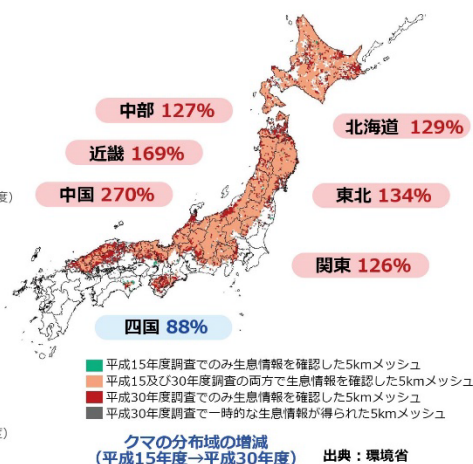 中部 127%
北海道 129%
近畿 169%
度)
中国 270%
東北 134%
関東 126%
四国 88%
平成15年度調査でのみ生息情報を確認した5kmメッシュ
平成15及び30年度調査の両方で生息情報を確認した5kmメッシュ
平成30年度調査でのみ生息情報を確認した5kmメッシュ
平成30年度調査で一時的な生息情報が得られた5kmメッシュ
度)
クマの分布域の増減
(平成15年度→平成30年度)
出典:環境省